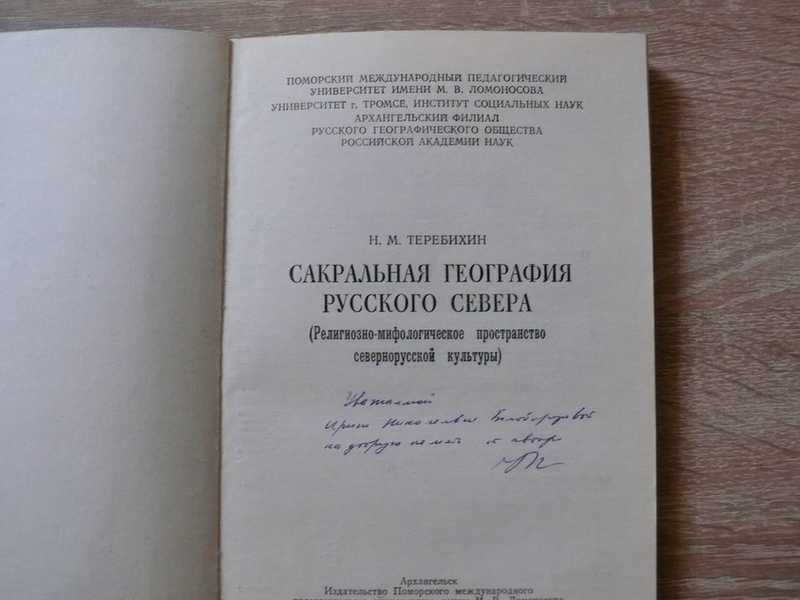 ПОМОРСКИЙ МЕЖДУНАРОДНЫЙ ПЕДАГОГИЧЕСКИЙ
УНИВЕРСИТЕТ ИМЕНИ М. В. ЛОМОНОСОВА
УНИВЕРСИТЕТ г. ТРОМСЕ, ИНСТИТУТ СОЦИАЛЬНЫХ НАУК
АРХАНГЕЛЬСКИЙ ФИЛИАЛ
РУССКОГО ГЕОГРАФИЧЕСКОГО ОБЩЕСТВА
РОССИЙСКОЙ АКАДЕМИИ НАУК
Н. М. ТЕРЕБИХИН
САКРАЛЬНАЯ ГЕОГРАФИЯ
РУССКОГО СЕВЕРА
(Религиозно-мифологическое пространство
севернорусской культуры)
Уважаемой
Ирине Николаевне
на добрую память от автора
Архангельск
Издательство Поморского международного